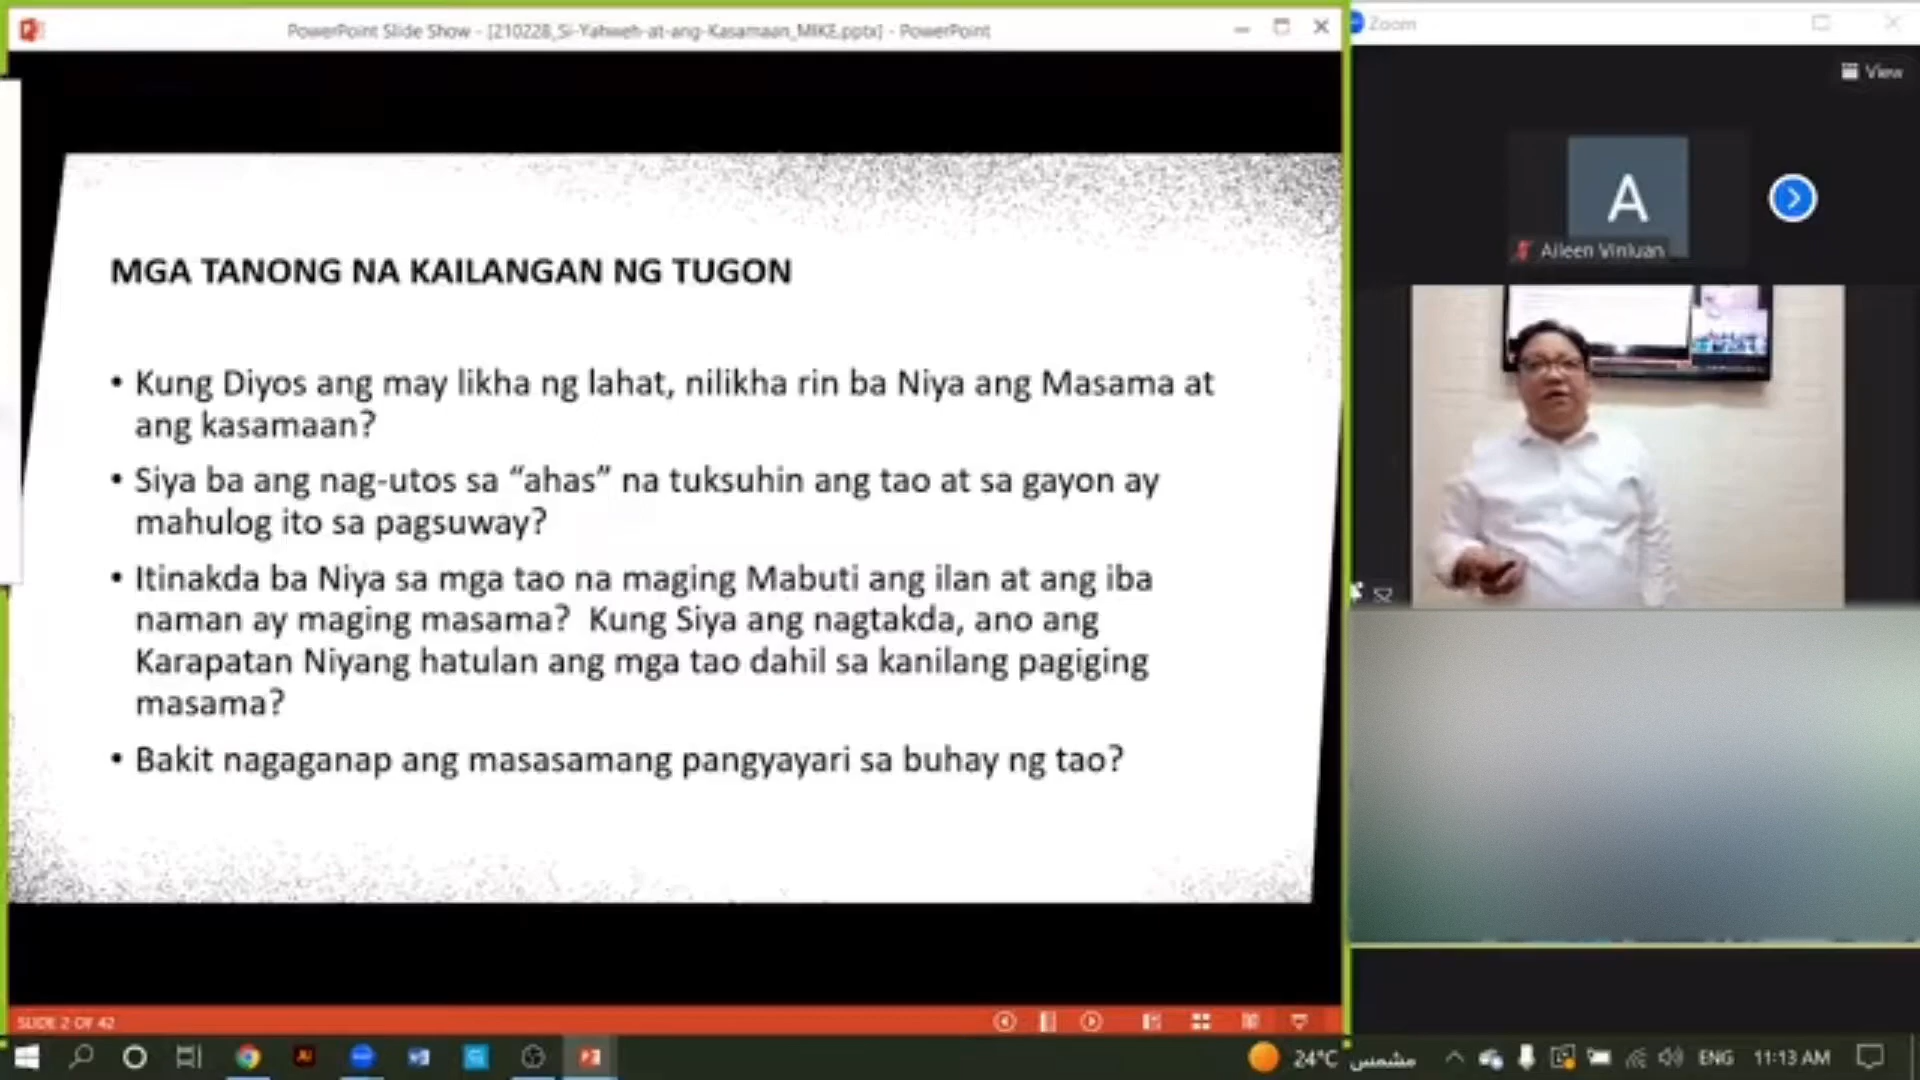 PowerPoint Slide Show - [210228_Si-Yahweh-at-ang-Kasamaan_MIKE.pptx] - PowerPoint
Zoom
View
A
Aileen Vinluan
MGA TANONG NA KAILANGAN NG TUGON
• Kung Diyos ang may likha ng lahat, nilikha rin ba Niya ang Masama at
ang kasamaan?
• Siya ba ang nag-utos sa “ahas” na tuksuhin ang tao at sa gayon ay
mahulog ito sa pagsuway?
• Itinakda ba Niya sa mga tao na maging Mabuti ang ilan at ang iba
naman ay maging masama?  Kung Siya ang nagtakda, ano ang
Karapatan Niyang hatulan ang mga tao dahil sa kanilang pagiging
masama?
• Bakit nagaganap ang masasamang pangyayari sa buhay ng tao?
SLIDE 2 OF 42
24°C مشمس
ENG
11:13 AM